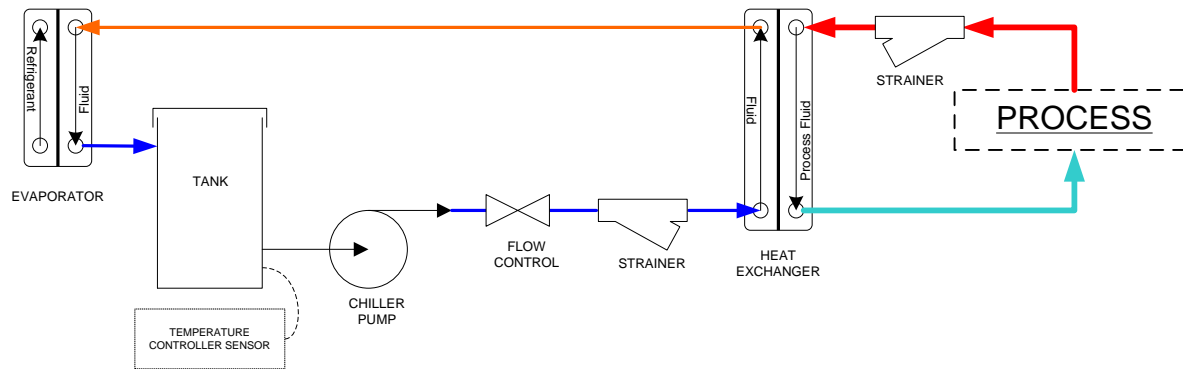 Refrigerant
Fluid
EVAPORATOR
TANK
TEMPERATURE
CONTROLLER SENSOR
CHILLER
PUMP
FLOW
CONTROL
STRAINER
Fluid
Process Fluid
HEAT
EXCHANGER
STRAINER
PROCESS